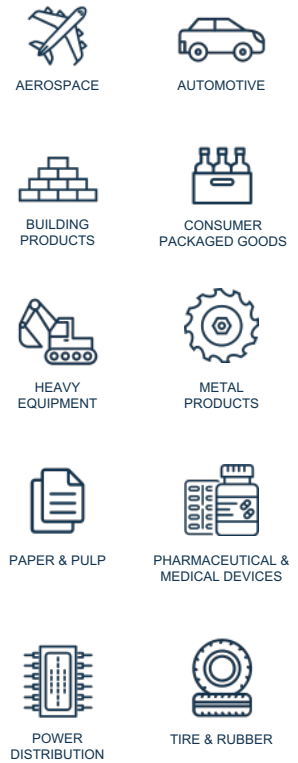 AEROSPACE
AUTOMOTIVE
BUILDING
PRODUCTS
CONSUMER
PACKAGED GOODS
HEAVY
EQUIPMENT
METAL
PRODUCTS
PAPER & PULP
PHARMACEUTICAL &
MEDICAL DEVICES
POWER
DISTRIBUTION
TIRE & RUBBER